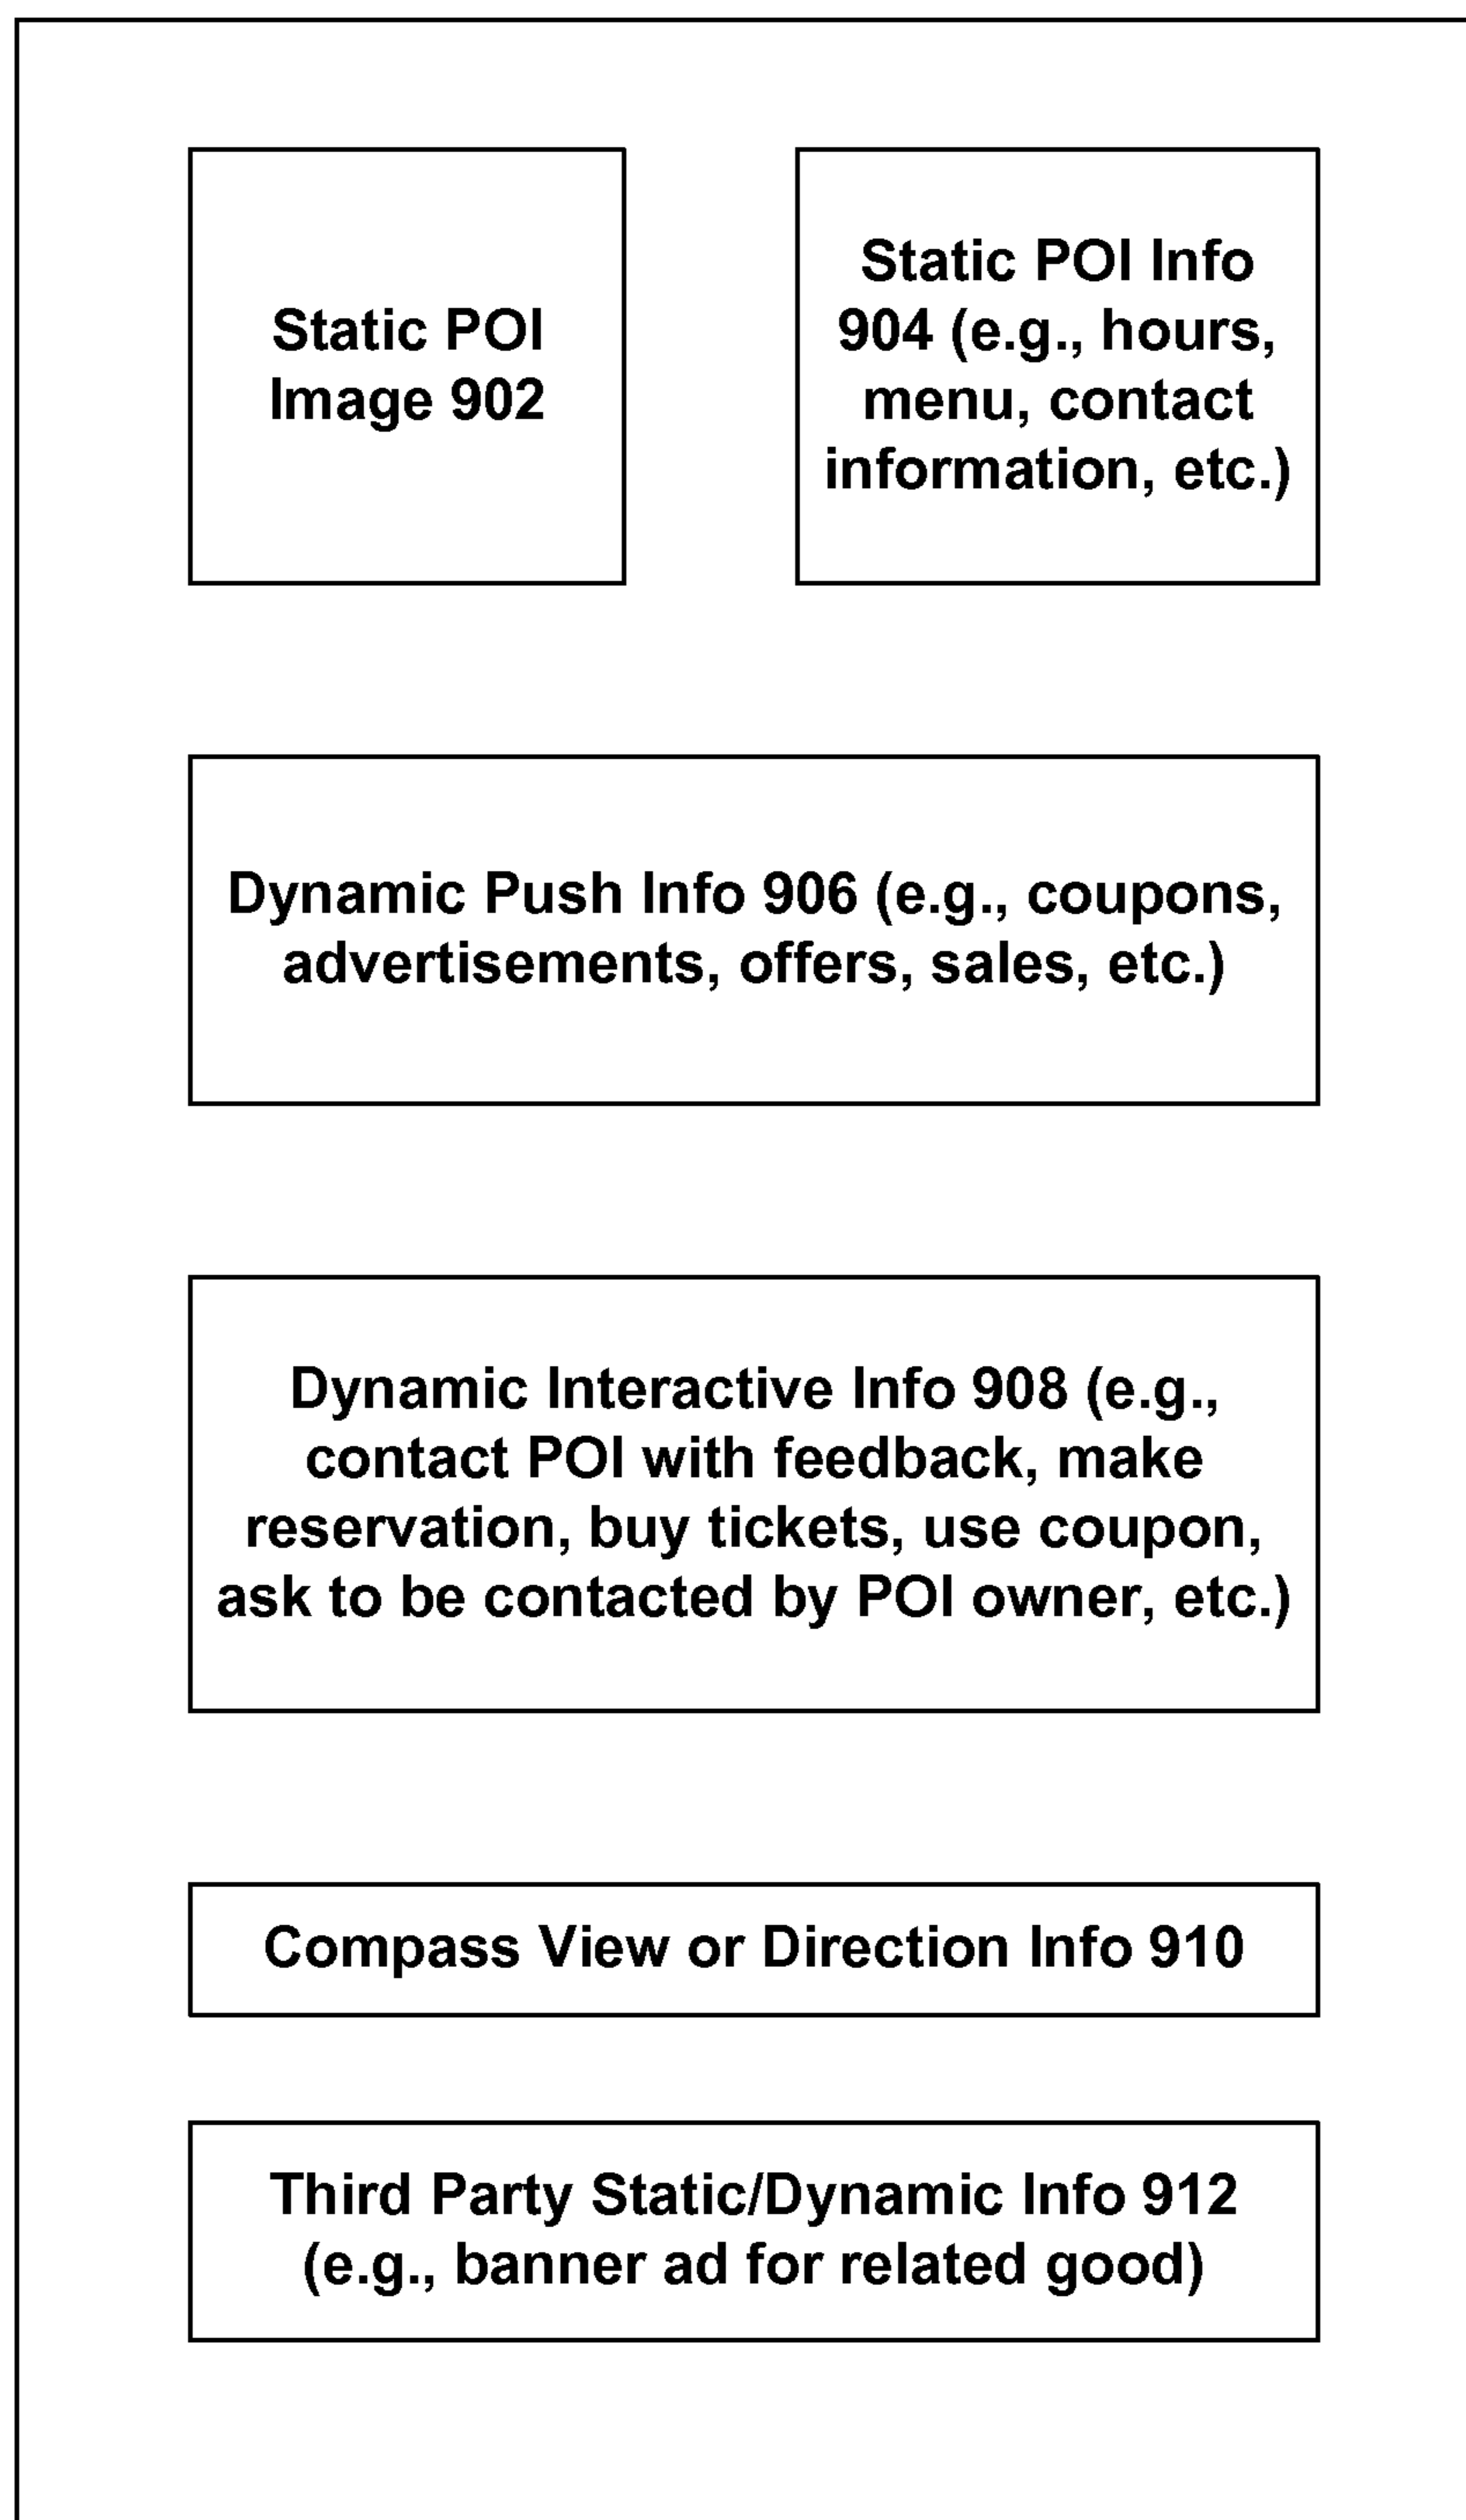 Static POI
Image 902
Static POI Info
904 (e.g., hours,
menu, contact
information, etc.)
Dynamic Push Info 906 (e.g., coupons,
advertisements, offers, sales, etc.)
Dynamic Interactive Info 908 (e.g.,
contact POI with feedback, make
reservation, buy tickets, use coupon,
ask to be contacted by POI owner, etc.)
Compass View or Direction Info 910
Third Party Static/Dynamic Info 912
(e.g., banner ad for related good)